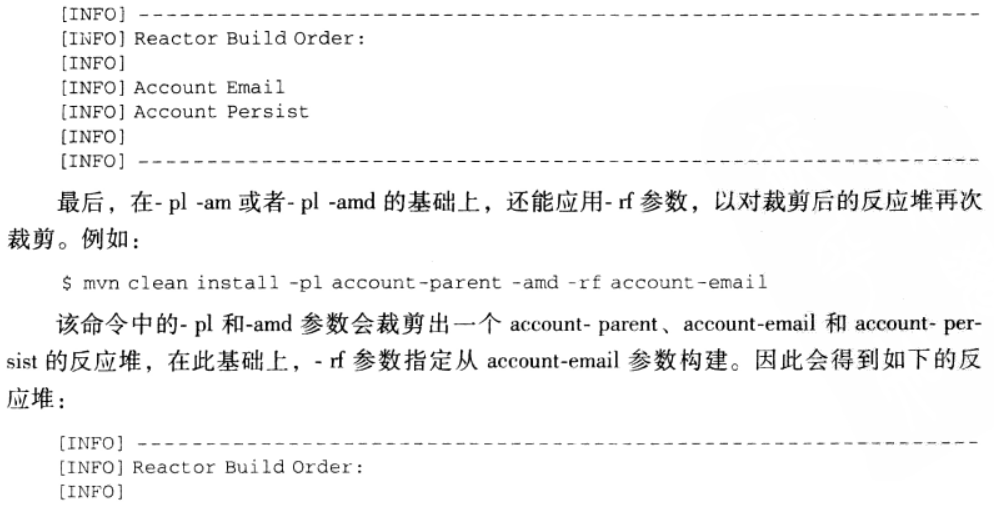 [INFO] ------------------------------------------------------------------------
[INFO] Reactor Build Order:
[INFO]
[INFO] Account Email
[INFO] Account Persist
[INFO]
[INFO] ------------------------------------------------------------------------
最后，在- pl -am 或者- pl -amd 的基础上，还能应用- rf 参数，以对裁剪后的反应堆再次
裁剪。例如：
$ mvn clean install -pl account-parent -amd -rf account-email
该命令中的- pl 和-amd 参数会裁剪出一个 account- parent、account-email 和 account- per-
sist 的反应堆，在此基础上，- rf 参数指定从 account-email 参数构建。因此会得到如下的反
应堆：
[INFO] ------------------------------------------------------------------------
[INFO] Reactor Build Order:
[INFO]